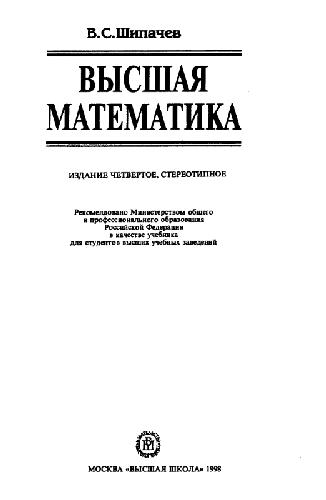 В.С.Шипачев
ВЫСШАЯ
МАТЕМАТИКА
ИЗДАНИЕ ЧЕТВЕРТОЕ, СТЕРЕОТИПНОЕ
Рекомендовано Министерством общего
и профессионального образования
Российской Федерации
в качестве учебника
для студентов высших учебных заведений
МОСКВА «ВЫСШАЯ ШКОЛА» 1998